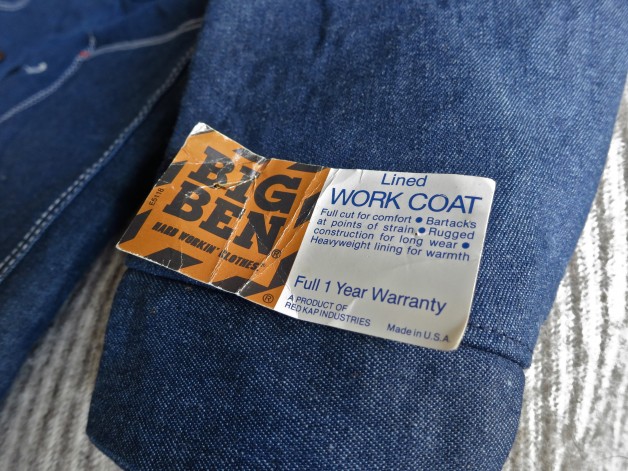 BIG
BEN®
HARD WORKIN' CLOTHES.
®
Lined
WORK COAT
Full cut for comfort • Bartack's
at points of strain • Rugged
construction for long wear •
Heavyweight lining for warmth
Full 1 Year Warranty
A PRODUCT OF
RED KAP INDUSTRIES
Made in U.S.A.